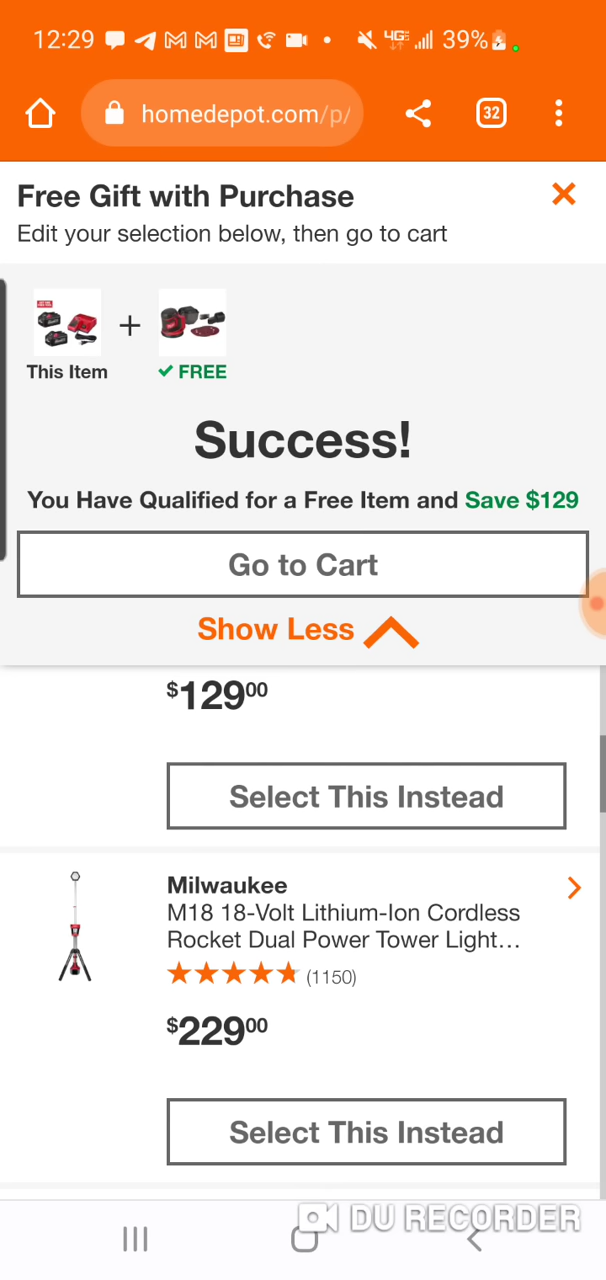 12:29 4G 39%
homedepot.com/p/ 32
Free Gift with Purchase
Edit your selection below, then go to cart
+
This Item FREE
Success!
You Have Qualified for a Free Item and Save $129
Go to Cart
Show Less
$129 00
Select This Instead
Milwaukee
M18 18-Volt Lithium-Ion Cordless
Rocket Dual Power Tower Light...
(1150)
$229 00
Select This Instead
DU RECORDER